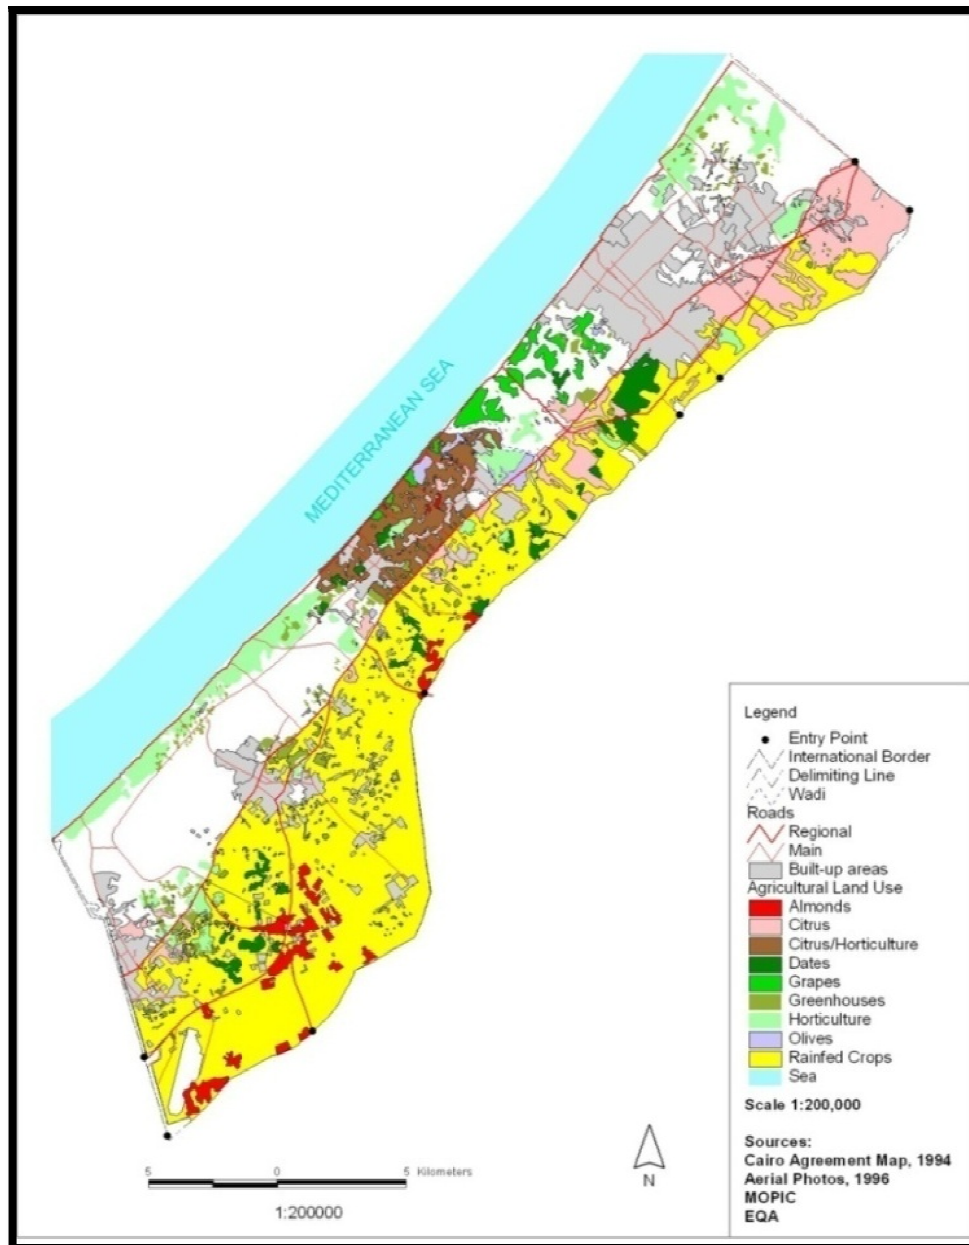 MEDITERRANEAN SEA
Legend
Entry Point
International Border
Delimiting Line
Wadi
Roads
Regional
Main
Built-up areas
Agricultural Land Use
Almonds
Citrus
Citrus/Horticulture
Dates
Grapes
Greenhouses
Horticulture
Olives
Rainfed Crops
Sea
Scale 1:200,000
Sources:
Cairo Agreement Map, 1994
Aerial Photos, 1996
MOPIC
EQA
5 0 5 Kilometers
1:200000
N